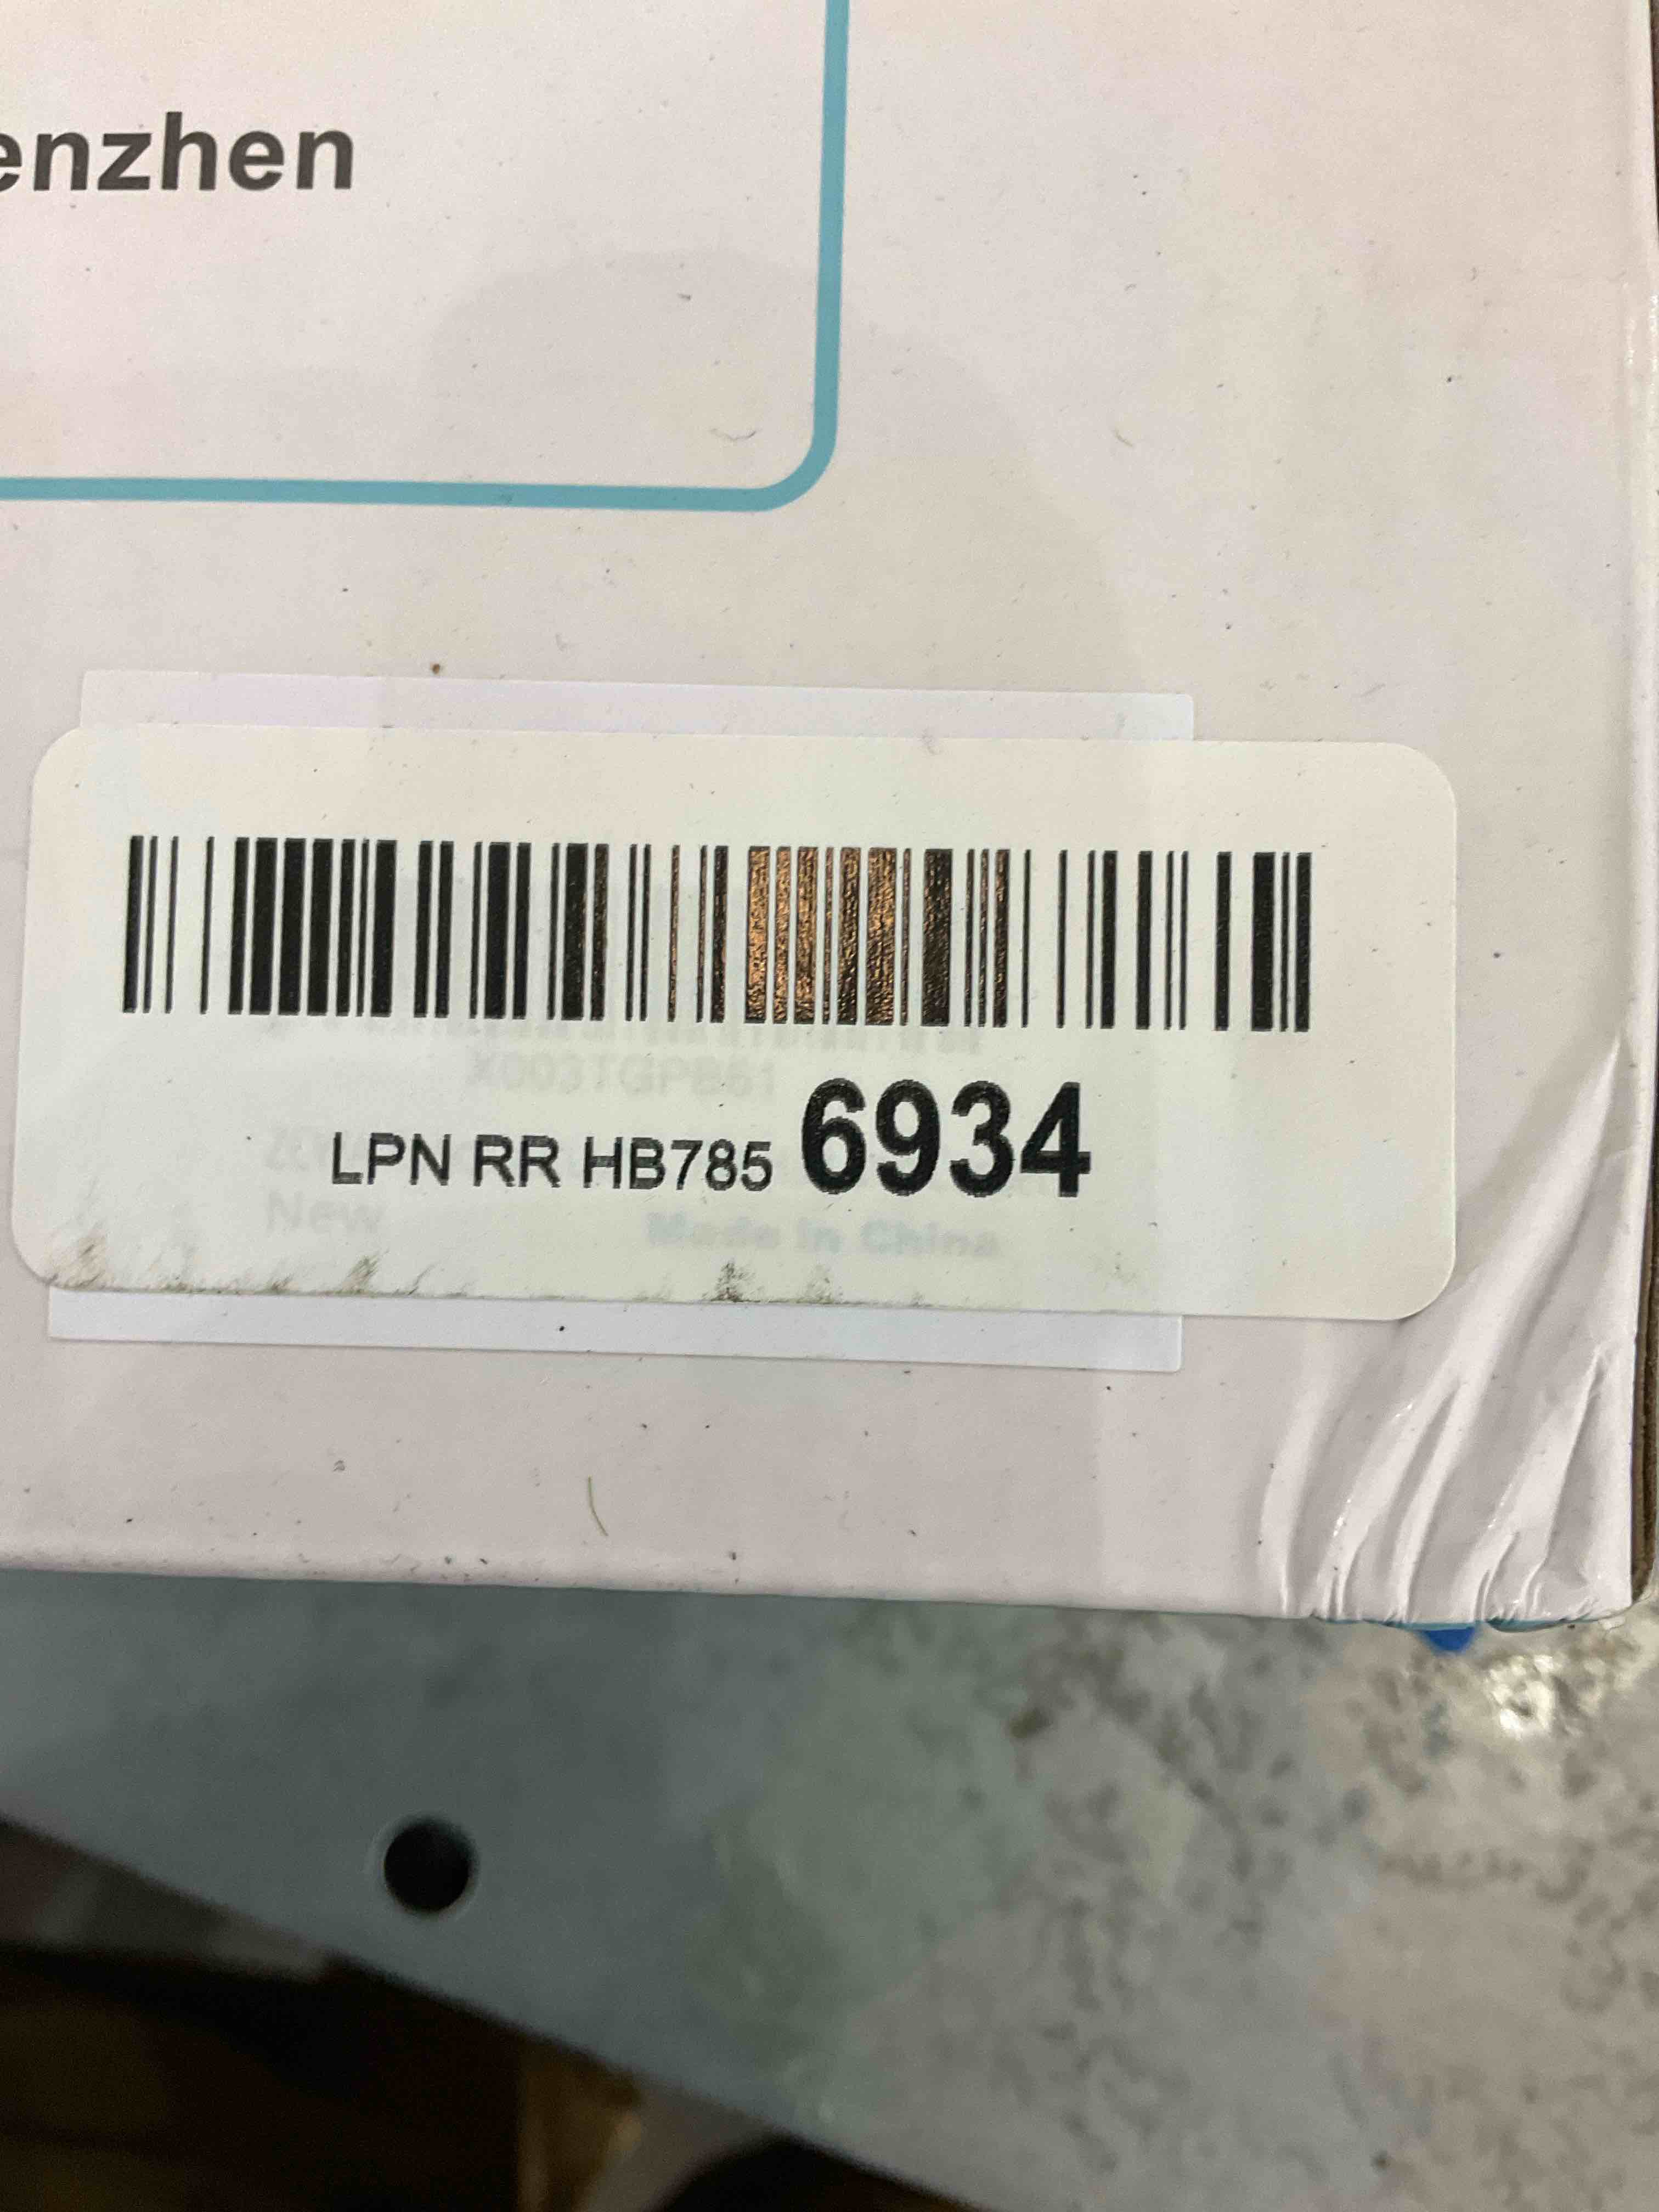 enzhen
X003TGPB61
LPN RR HB785 6934
New Made in China